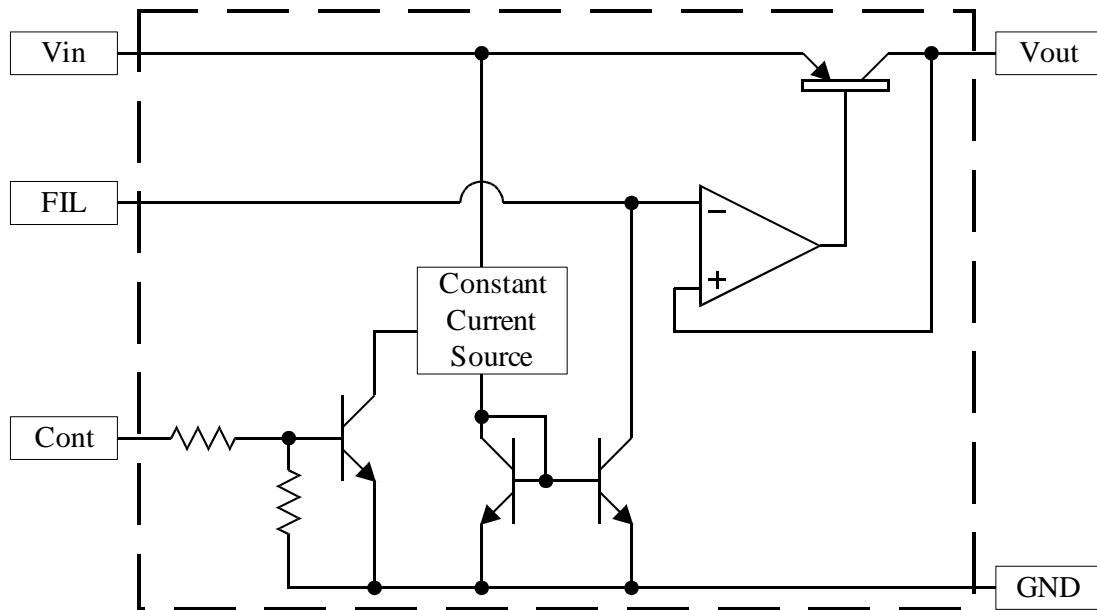 Vin
Vout
FIL
−
+
Constant
Current
Source
Cont
GND